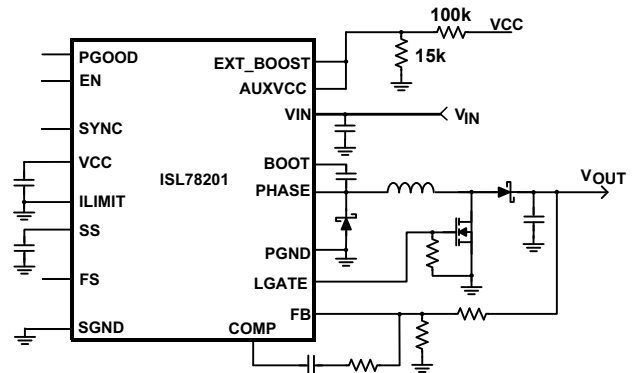 100k
VCC
15k
PGOOD
EXT_BOOST
EN
AUXVCC
VIN
VIN
SYNC
BOOT
VCC
ISL78201
PHASE
VOUT
ILIMIT
SS
PGND
FS
LGATE
FB
SGND
COMP